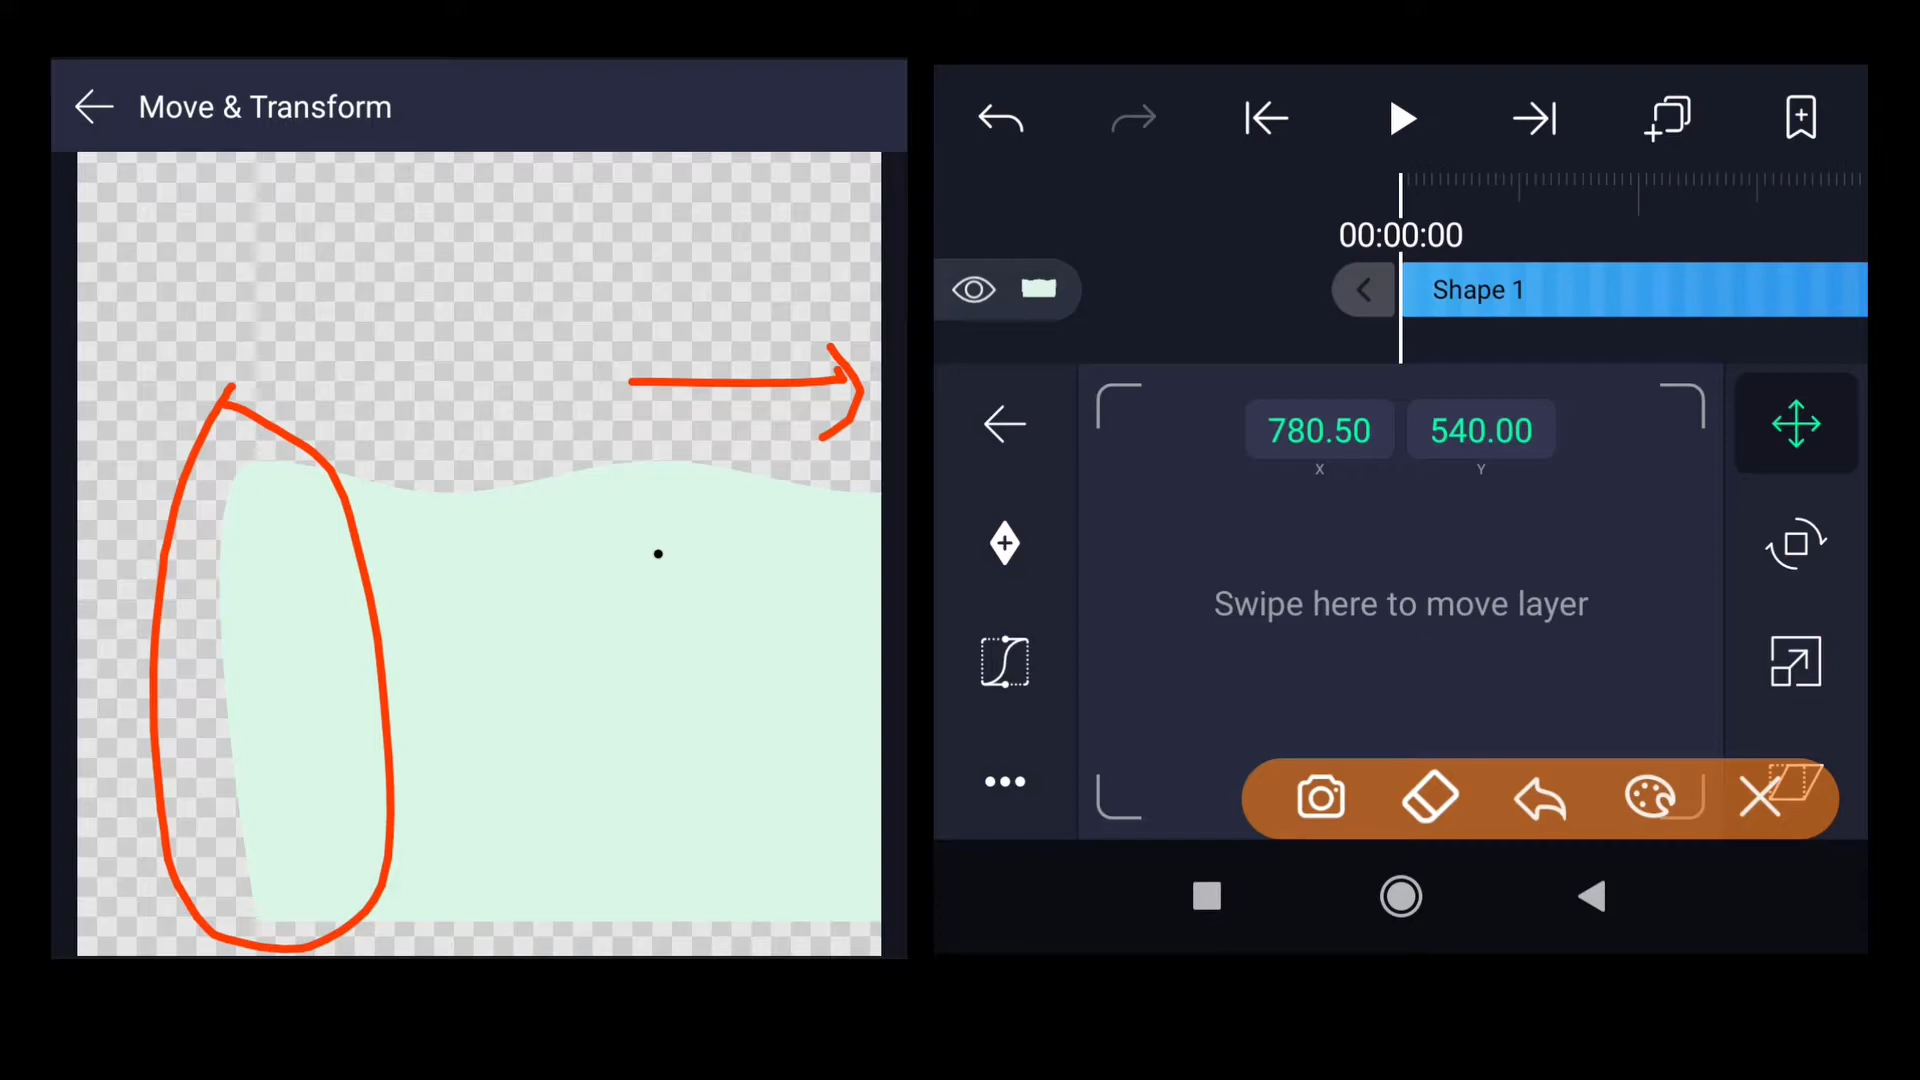 Move & Transform
00:00:00
Shape 1
780.50 540.00
X Y
Swipe here to move layer